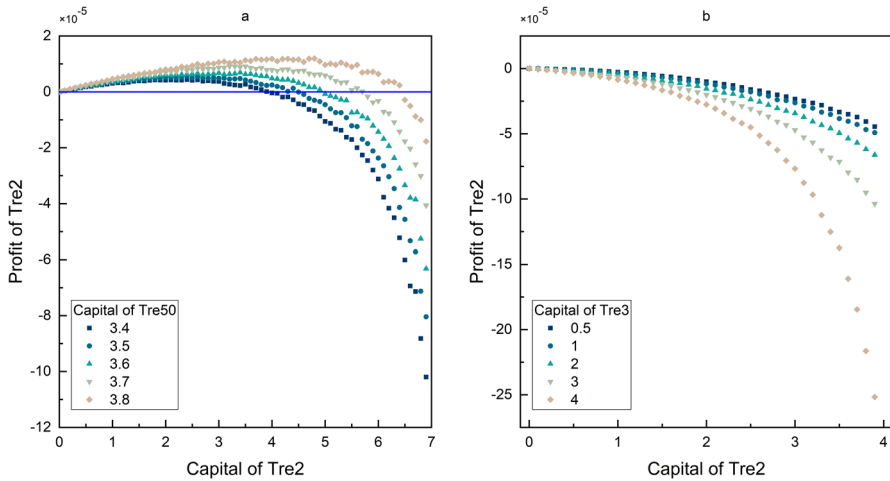 a
×10⁻⁵
2
0
-2
-4
-6
-8
-10
-12
Profit of Tre2
Capital of Tre50
3.4
3.5
3.6
3.7
3.8
0 1 2 3 4 5 6 7
Capital of Tre2
b
×10⁻⁵
0
-5
-10
-15
-20
-25
Profit of Tre2
Capital of Tre3
0.5
1
2
3
4
0 1 2 3 4
Capital of Tre2